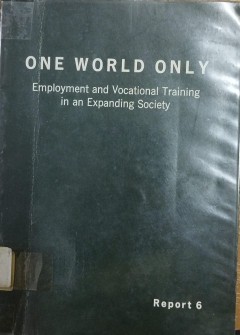 ONE WORLD ONLY
Employment and Vocational Training
in an Expanding Society
Report 6